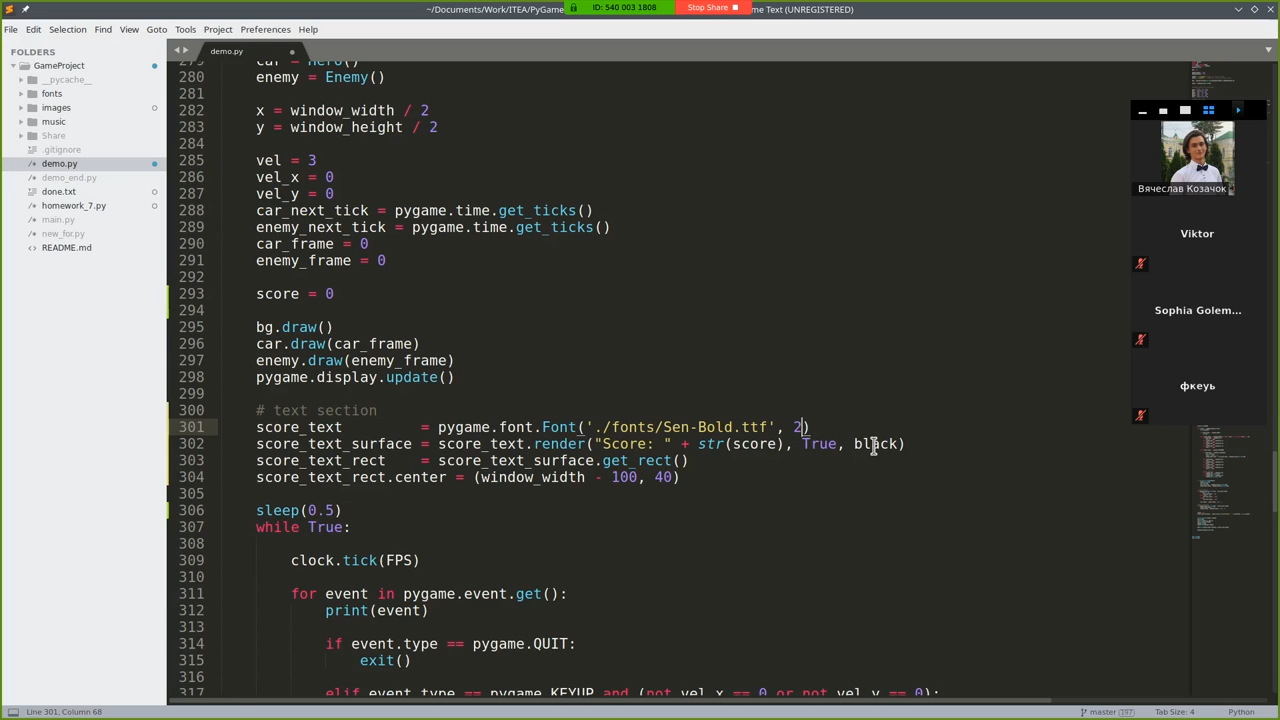 ~/Documents/Work/ITEA/PyGame
ID: 540 003 1808
Stop Share
me Text (UNREGISTERED)
File Edit Selection Find View Goto Tools Project Preferences Help
FOLDERS
GameProject
__pycache__
fonts
images
music
Share
.gitignore
demo.py
demo_end.py
done.txt
homework_7.py
main.py
new_for.py
README.md
demo.py
280 enemy = Enemy()
281
282 x = window_width / 2
283 y = window_height / 2
284
285 vel = 3
286 vel_x = 0
287 vel_y = 0
288 car_next_tick = pygame.time.get_ticks()
289 enemy_next_tick = pygame.time.get_ticks()
290 car_frame = 0
291 enemy_frame = 0
292
293 score = 0
294
295 bg.draw()
296 car.draw(car_frame)
297 enemy.draw(enemy_frame)
298 pygame.display.update()
299
300 # text section
301 score_text = pygame.font.Font('./fonts/Sen-Bold.ttf', 2)
302 score_text_surface = score_text.render("Score: " + str(score), True, black)
303 score_text_rect = score_text_surface.get_rect()
304 score_text_rect.center = (window_width - 100, 40)
305
306 sleep(0.5)
307 while True:
308
309 clock.tick(FPS)
310
311 for event in pygame.event.get():
312 print(event)
313
314 if event.type == pygame.QUIT:
315 exit()
316
317 elif event.type == pygame.KEYUP and (not vel_x == 0 or not vel_y == 0):
Вячеслав Козачок
Viktor
Sophia Golem...
фкеуь
Line 301, Column 68
master 197
Tab Size: 4
Python